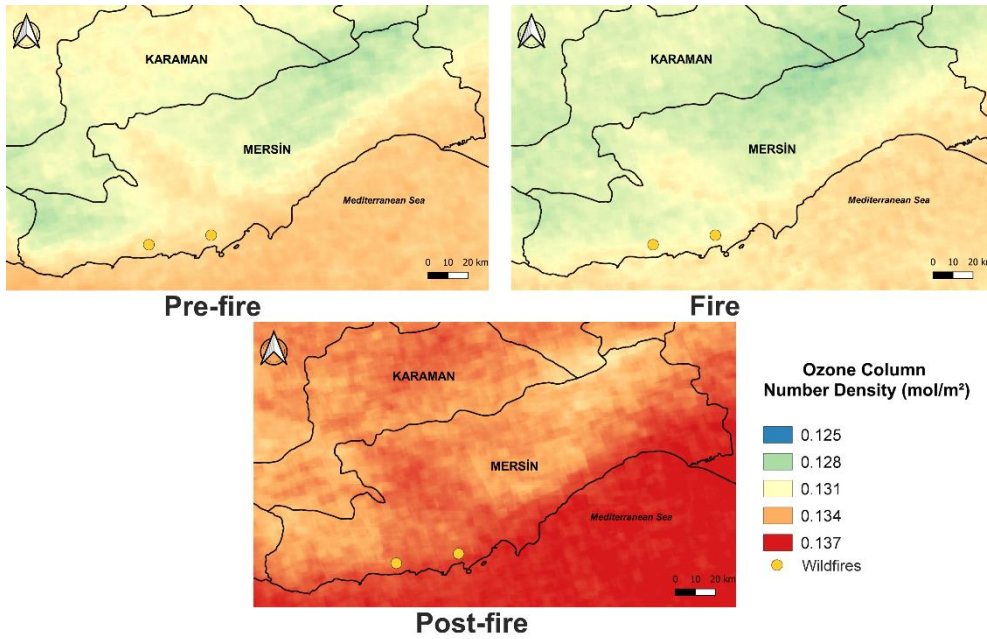 KARAMAN
MERSİN
Mediterranean Sea
0 10 20 km
Pre-fire
KARAMAN
MERSİN
Mediterranean Sea
0 10 20 km
Fire
KARAMAN
MERSİN
Mediterranean Sea
0 10 20 km
Post-fire
Ozone Column
Number Density (mol/m²)
0.125
0.128
0.131
0.134
0.137
Wildfires